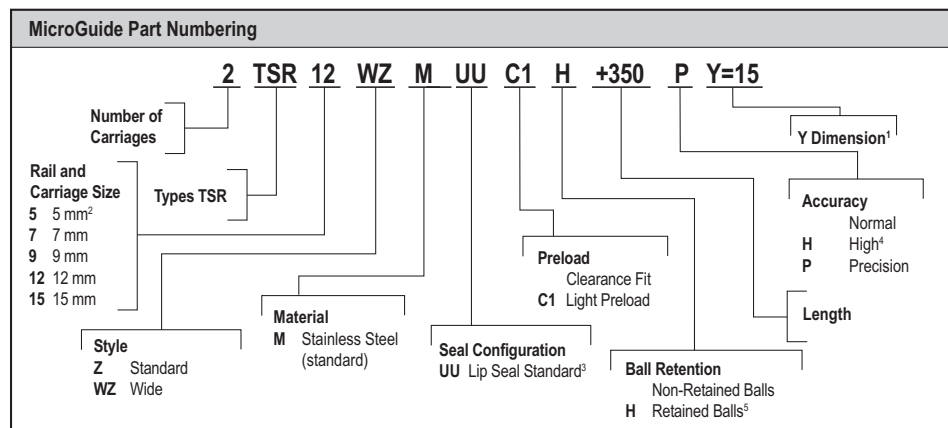 MicroGuide Part Numbering
2 TSR 12 WZ M UU C1 H +350 P Y=15
Number of
Carriages
Y Dimension¹
Rail and
Carriage Size
5 5 mm²
7 7 mm
9 9 mm
12 12 mm
15 15 mm
Types TSR
Accuracy
Normal
H High⁴
P Precision
Preload
Clearance Fit
C1 Light Preload
Length
Material
M Stainless Steel
(standard)
Style
Z Standard
WZ Wide
Seal Configuration
UU Lip Seal Standard³
Ball Retention
Non-Retained Balls
H Retained Balls⁵